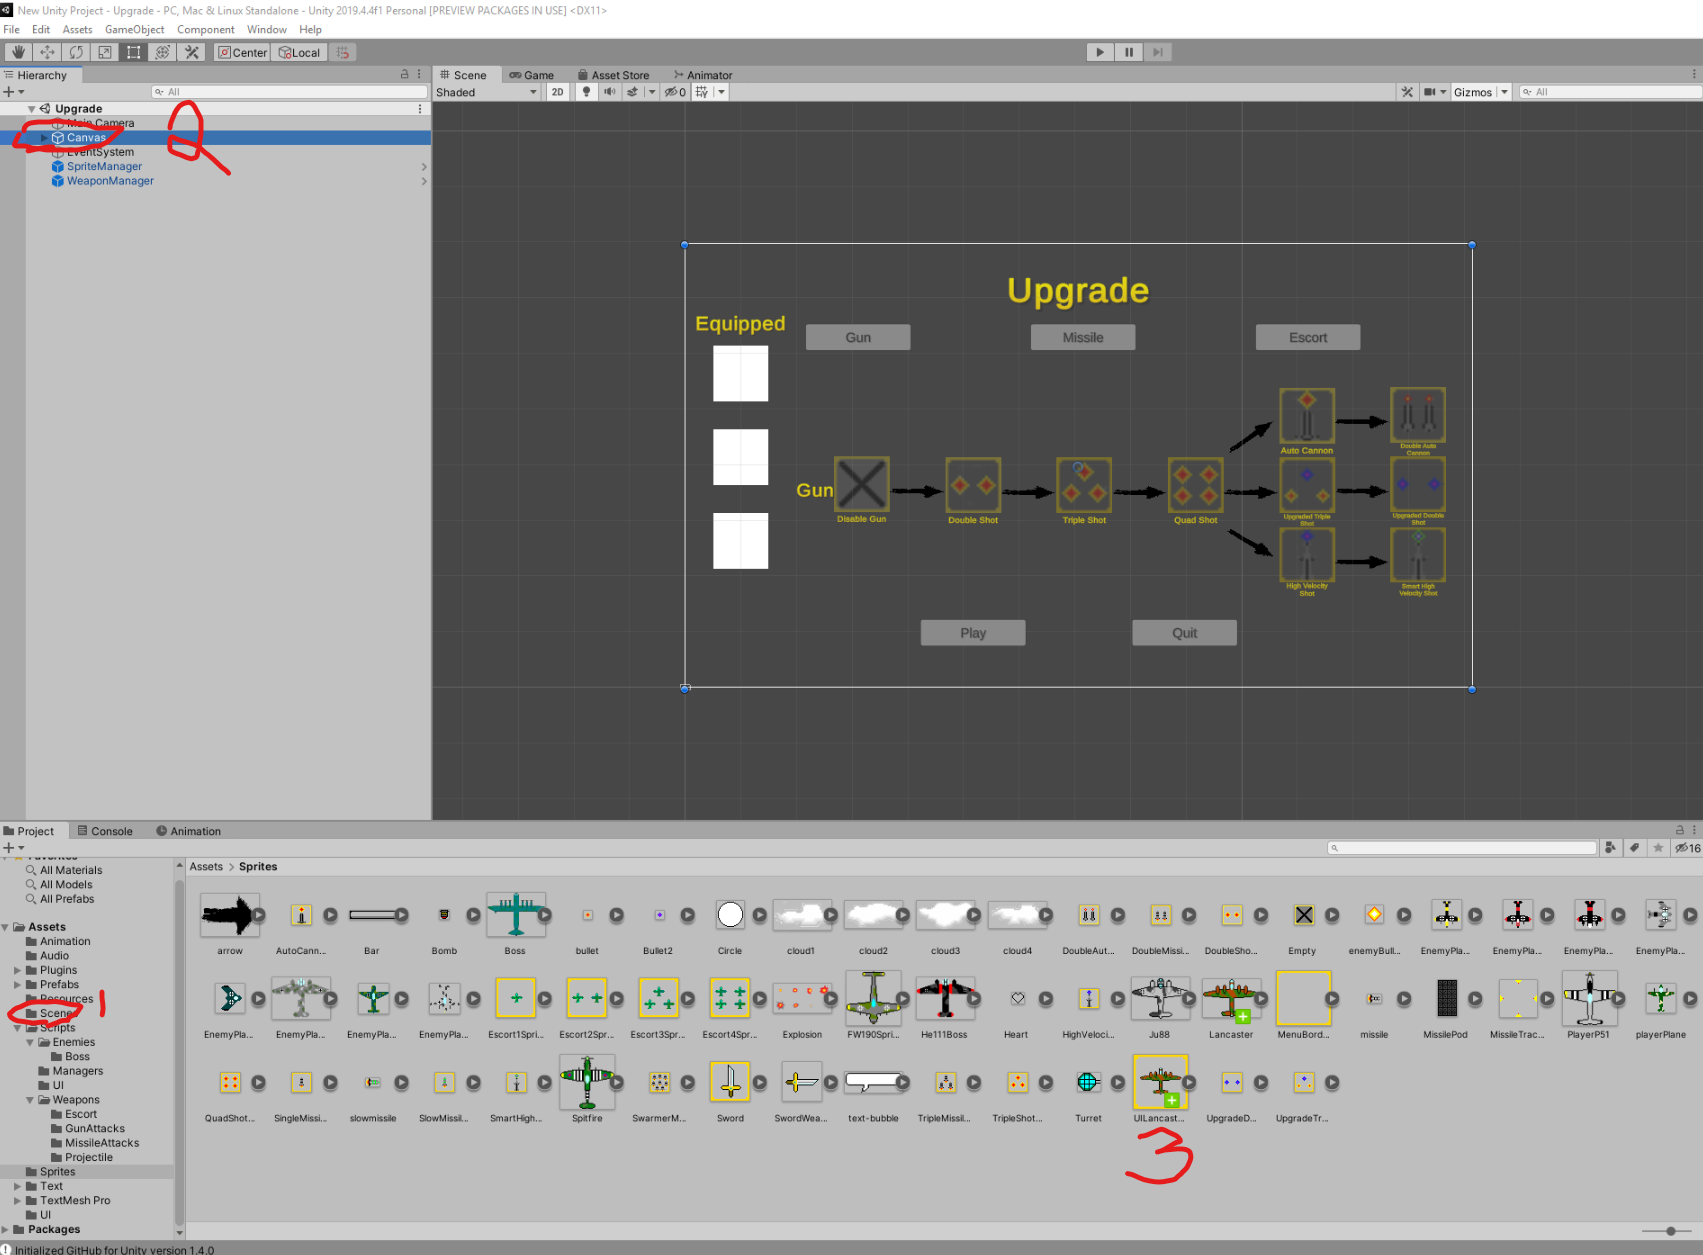 New Unity Project - Upgrade - PC, Mac & Linux Standalone - Unity 2019.4.4f1 Personal [PREVIEW PACKAGES IN USE] <DX11>
File Edit Assets GameObject Component Window Help
Center Local
Hierarchy
All
Upgrade
Main Camera
Canvas
2
EventSystem
SpriteManager
WeaponManager
Scene Game Asset Store Animator
Shaded 2D 0 Gizmos All
Upgrade
Equipped
Gun Missile Escort
Auto Cannon
Double Auto
Cannon
Gun
Disable Gun
Double Shot
Triple Shot
Quad Shot
Upgraded Triple
Shot
Upgraded Double
Shot
High Velocity
Shot
Smart High
Velocity Shot
Play Quit
Project Console Animation
16
Favorites
All Materials
All Models
All Prefabs
Assets
Animation
Audio
Plugins
Prefabs
Resources
Scenes
1
Scripts
Enemies
Boss
Managers
UI
Weapons
Escort
GunAttacks
MissileAttacks
Projectile
Sprites
Text
TextMesh Pro
UI
Packages
Assets > Sprites
arrow AutoCann... Bar Bomb Boss bullet Bullet2 Circle cloud1 cloud2 cloud3 cloud4 DoubleAut... DoubleMissi... DoubleSho... Empty enemyBull... EnemyPla... EnemyPla... EnemyPla... EnemyPla...
EnemyPla... EnemyPla... EnemyPla... EnemyPla... Escort1Spri... Escort2Spr... Escort3Spr... Escort4Spr... Explosion FW190Spri... He111Boss Heart HighVeloci... Ju88 Lancaster MenuBord... missile MissilePod MissileTrac... PlayerP51 playerPlane
QuadShot... SingleMissi... slowmissile SlowMissil... SmartHigh... Spitfire SwarmerM... Sword SwordWea... text-bubble TripleMissil... TripleShot... Turret UILancast... UpgradeD... UpgradeTr...
3
Initialized GitHub for Unity version 1.4.0